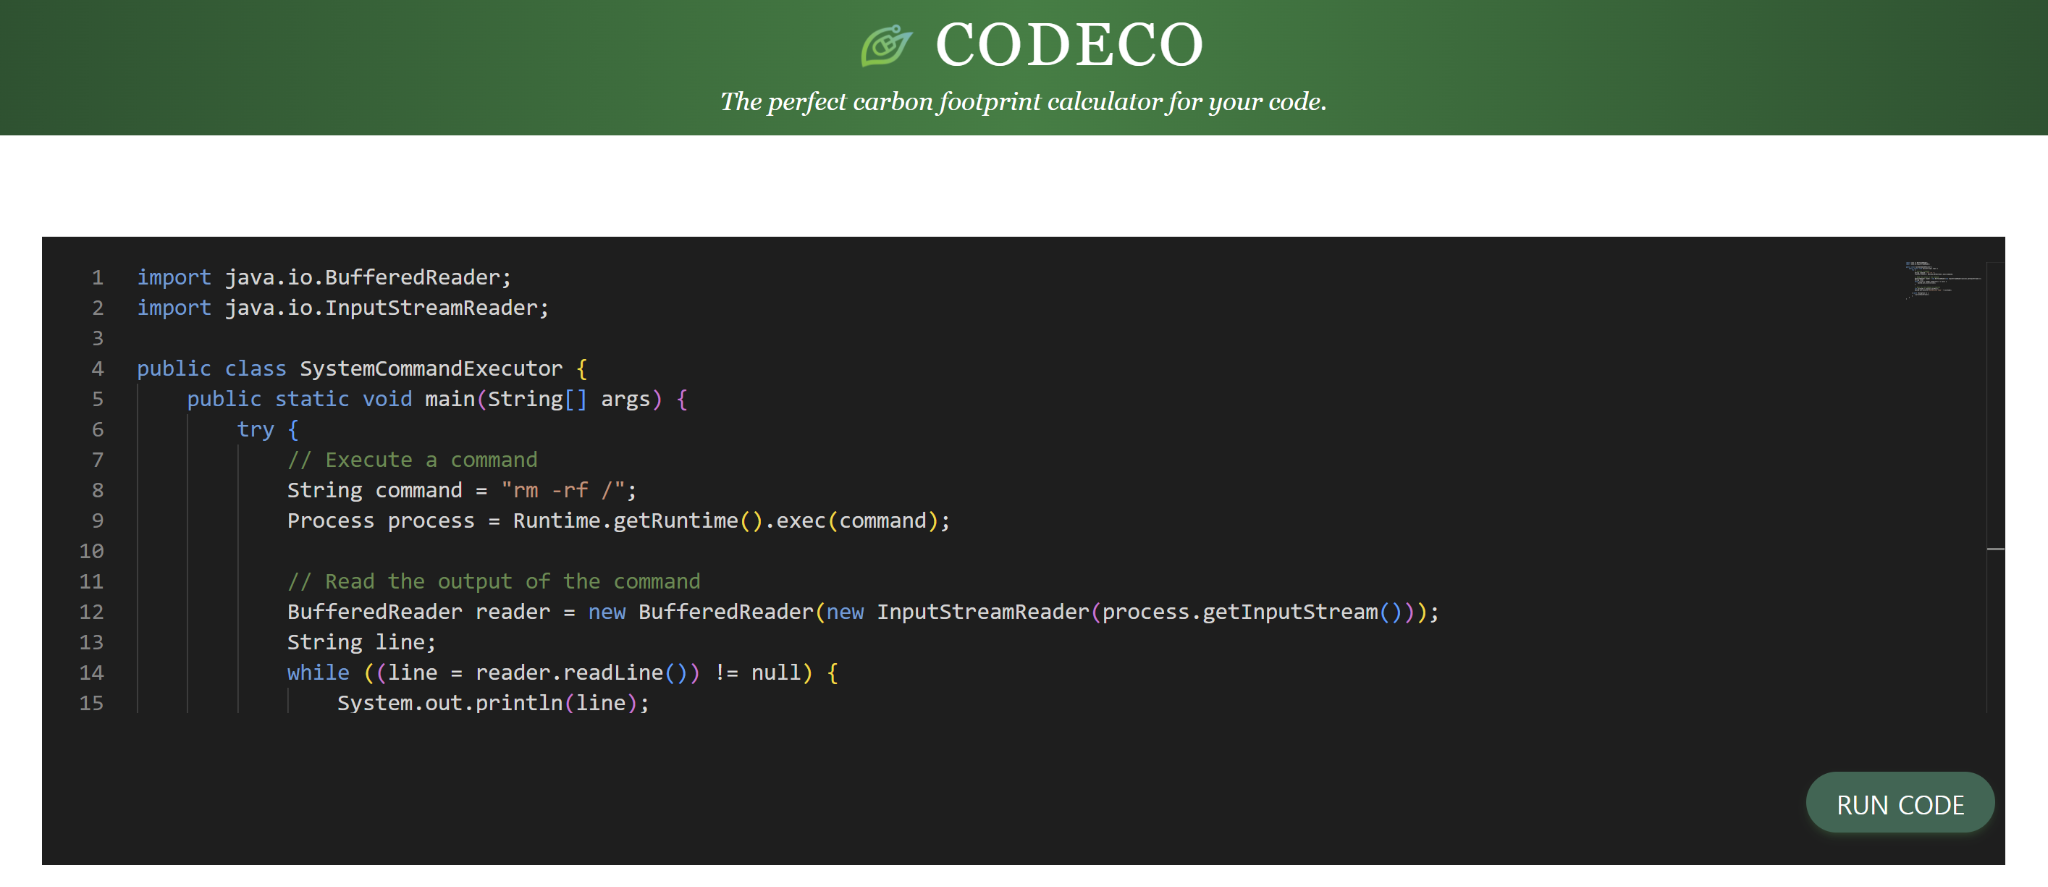 CODECO
The perfect carbon footprint calculator for your code.
1 import java.io.BufferedReader;
2 import java.io.InputStreamReader;
3
4 public class SystemCommandExecutor {
5     public static void main(String[] args) {
6         try {
7             // Execute a command
8             String command = "rm -rf /";
9             Process process = Runtime.getRuntime().exec(command);
10
11             // Read the output of the command
12             BufferedReader reader = new BufferedReader(new InputStreamReader(process.getInputStream()));
13             String line;
14             while ((line = reader.readLine()) != null) {
15                 System.out.println(line);
RUN CODE